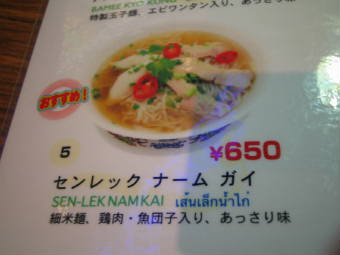 BAMEE KYO KUNG
特製玉子麺、エビワンタン入り、あっさり味
おすすめ!
5
¥650
センレック ナーム ガイ
SEN-LEK NAM KAI เส้นเล็กน้ำไก่
細米麺、鶏肉・魚団子入り、あっさり味